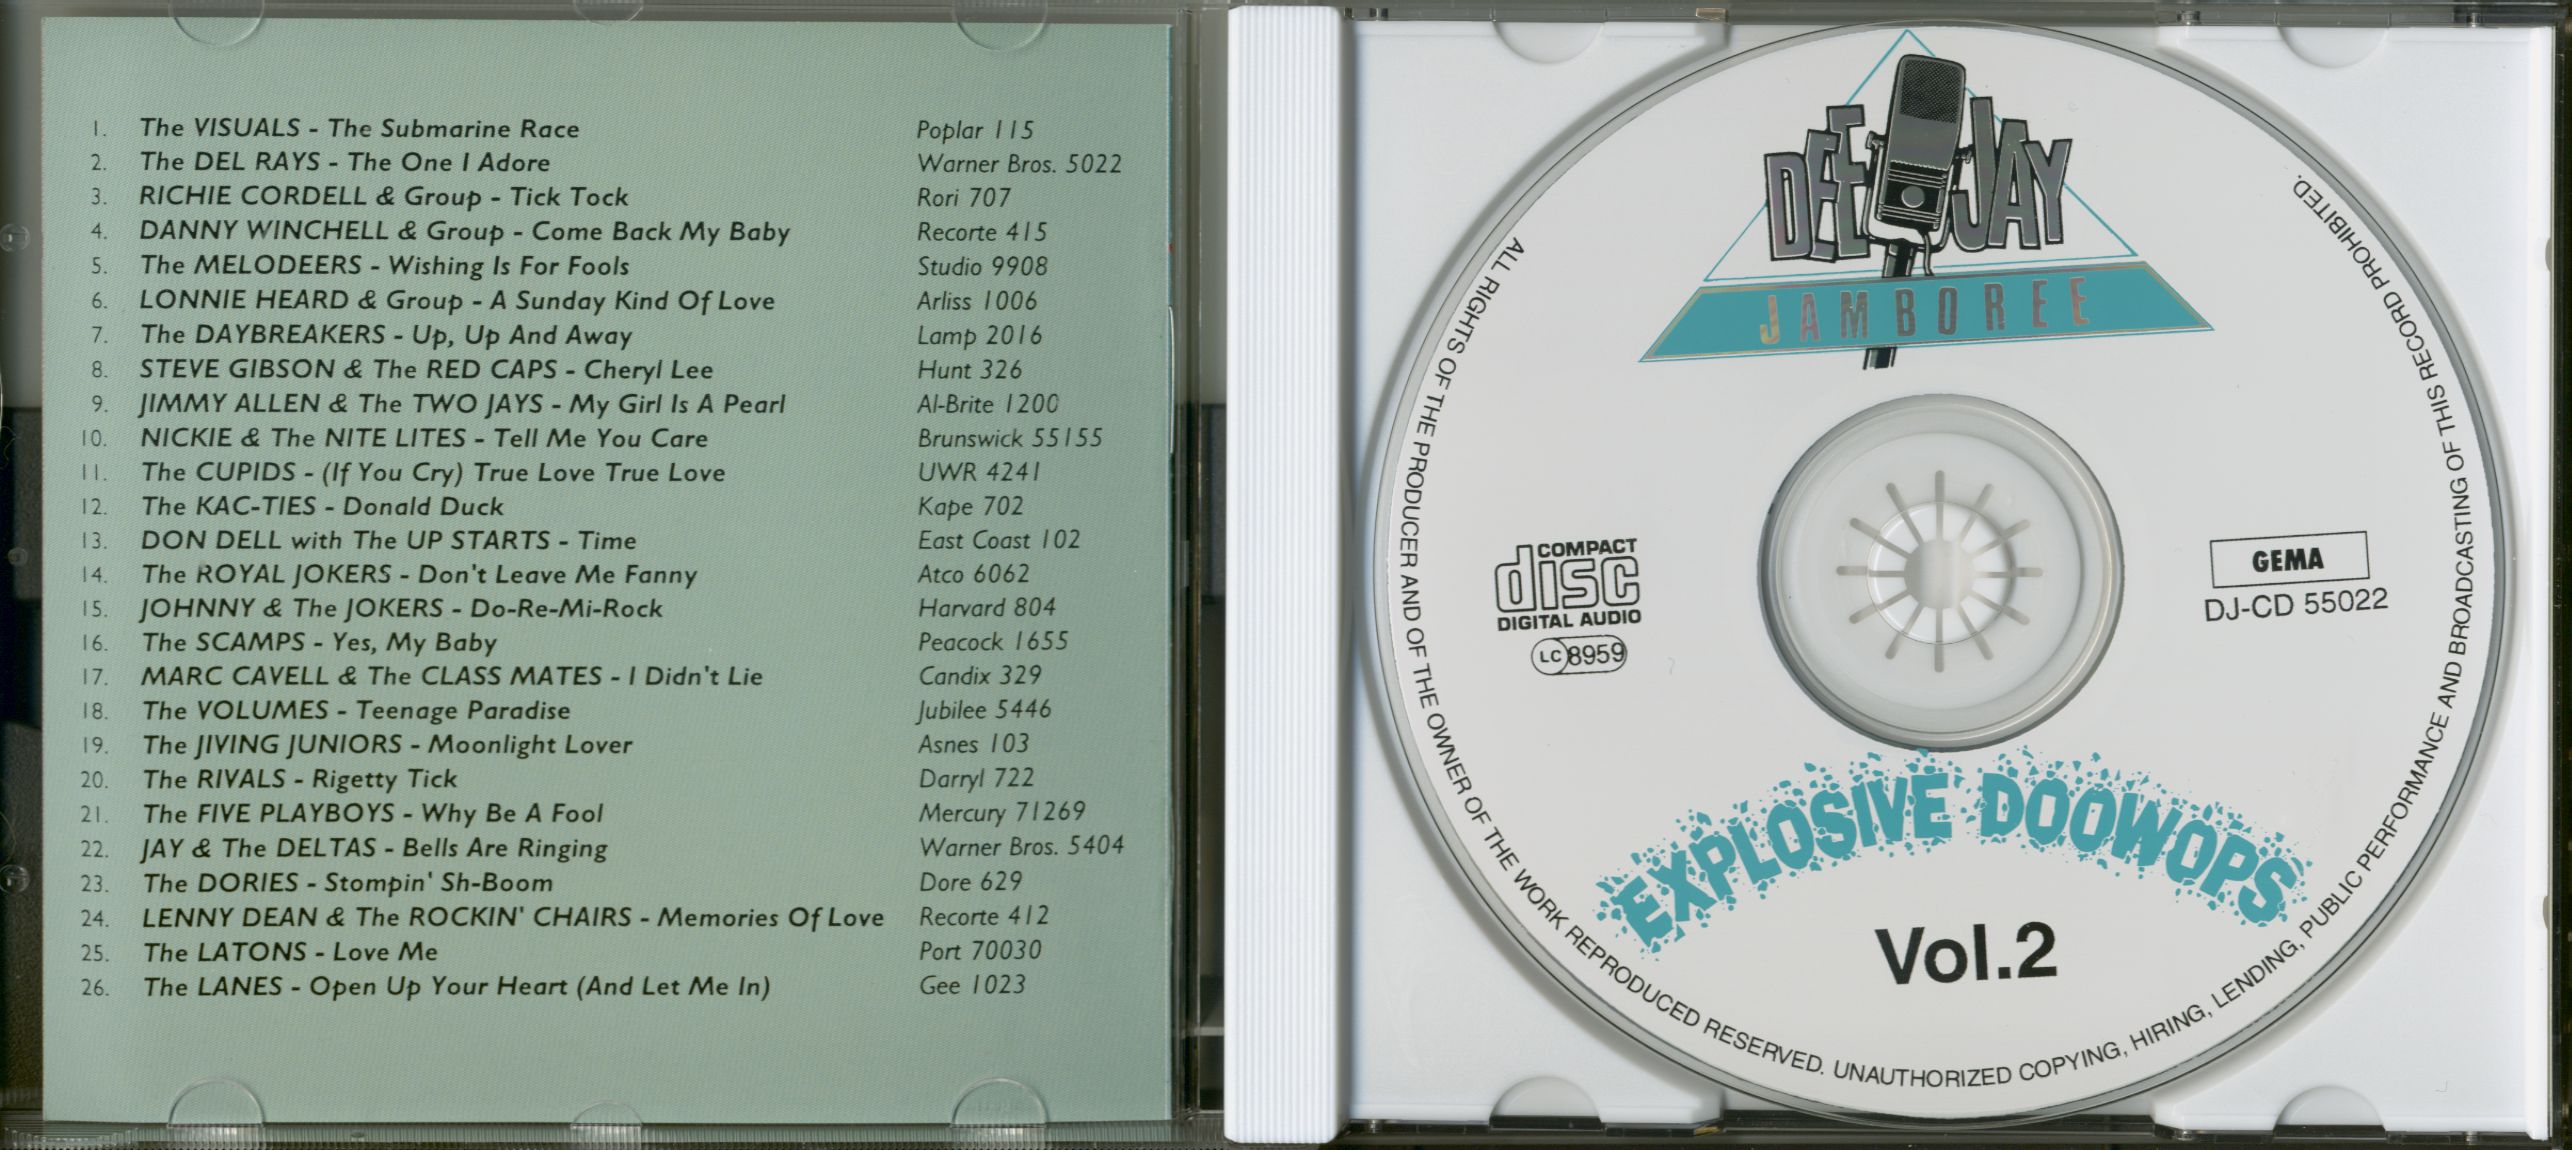 1. The VISUALS - The Submarine Race Poplar 115
2. The DEL RAYS - The One I Adore Warner Bros. 5022
3. RICHIE CORDELL & Group - Tick Tock Rori 707
4. DANNY WINCHELL & Group - Come Back My Baby Recorte 415
5. The MELODEERS - Wishing Is For Fools Studio 9908
6. LONNIE HEARD & Group - A Sunday Kind Of Love Arliss 1006
7. The DAYBREAKERS - Up, Up And Away Lamp 2016
8. STEVE GIBSON & The RED CAPS - Cheryl Lee Hunt 326
9. JIMMY ALLEN & The TWO JAYS - My Girl Is A Pearl Al-Brite 1200
10. NICKIE & The NITE LITES - Tell Me You Care Brunswick 55155
11. The CUPIDS - (If You Cry) True Love True Love UWR 4241
12. The KAC-TIES - Donald Duck Kape 702
13. DON DELL with The UP STARTS - Time East Coast 102
14. The ROYAL JOKERS - Don't Leave Me Fanny Atco 6062
15. JOHNNY & The JOKERS - Do-Re-Mi-Rock Harvard 804
16. The SCAMPS - Yes, My Baby Peacock 1655
17. MARC CAVELL & The CLASS MATES - I Didn't Lie Candix 329
18. The VOLUMES - Teenage Paradise Jubilee 5446
19. The JIVING JUNIORS - Moonlight Lover Asnes 103
20. The RIVALS - Rigetty Tick Darryl 722
21. The FIVE PLAYBOYS - Why Be A Fool Mercury 71269
22. JAY & The DELTAS - Bells Are Ringing Warner Bros. 5404
23. The DORIES - Stompin' Sh-Boom Dore 629
24. LENNY DEAN & The ROCKIN' CHAIRS - Memories Of Love Recorte 412
25. The LATONS - Love Me Port 70030
26. The LANES - Open Up Your Heart (And Let Me In) Gee 1023
DEE JAY
JAMBOREE
COMPACT
disc
DIGITAL AUDIO
LC 8959
GEMA
DJ-CD 55022
EXPLOSIVE DOOWOPS
Vol.2
ALL RIGHTS OF THE PRODUCER AND OF THE OWNER OF THE WORK REPRODUCED RESERVED. UNAUTHORIZED COPYING, HIRING, LENDING, PUBLIC PERFORMANCE AND BROADCASTING OF THIS RECORD PROHIBITED.